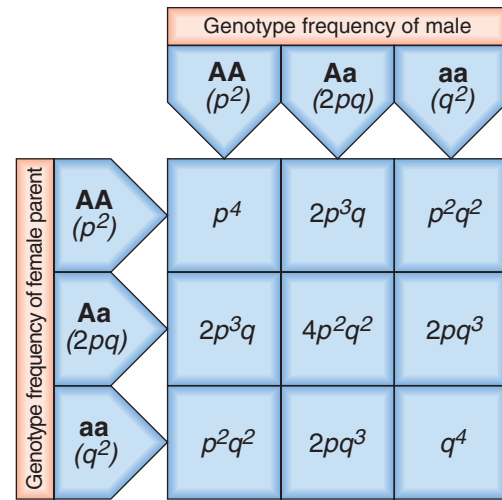 Genotype frequency of male
AA Aa aa
(p²) (2pq) (q²)
Genotype frequency of female parent
AA
(p²)
p⁴ 2p³q p²q²
Aa
(2pq)
2p³q 4p²q² 2pq³
aa
(q²)
p²q² 2pq³ q⁴